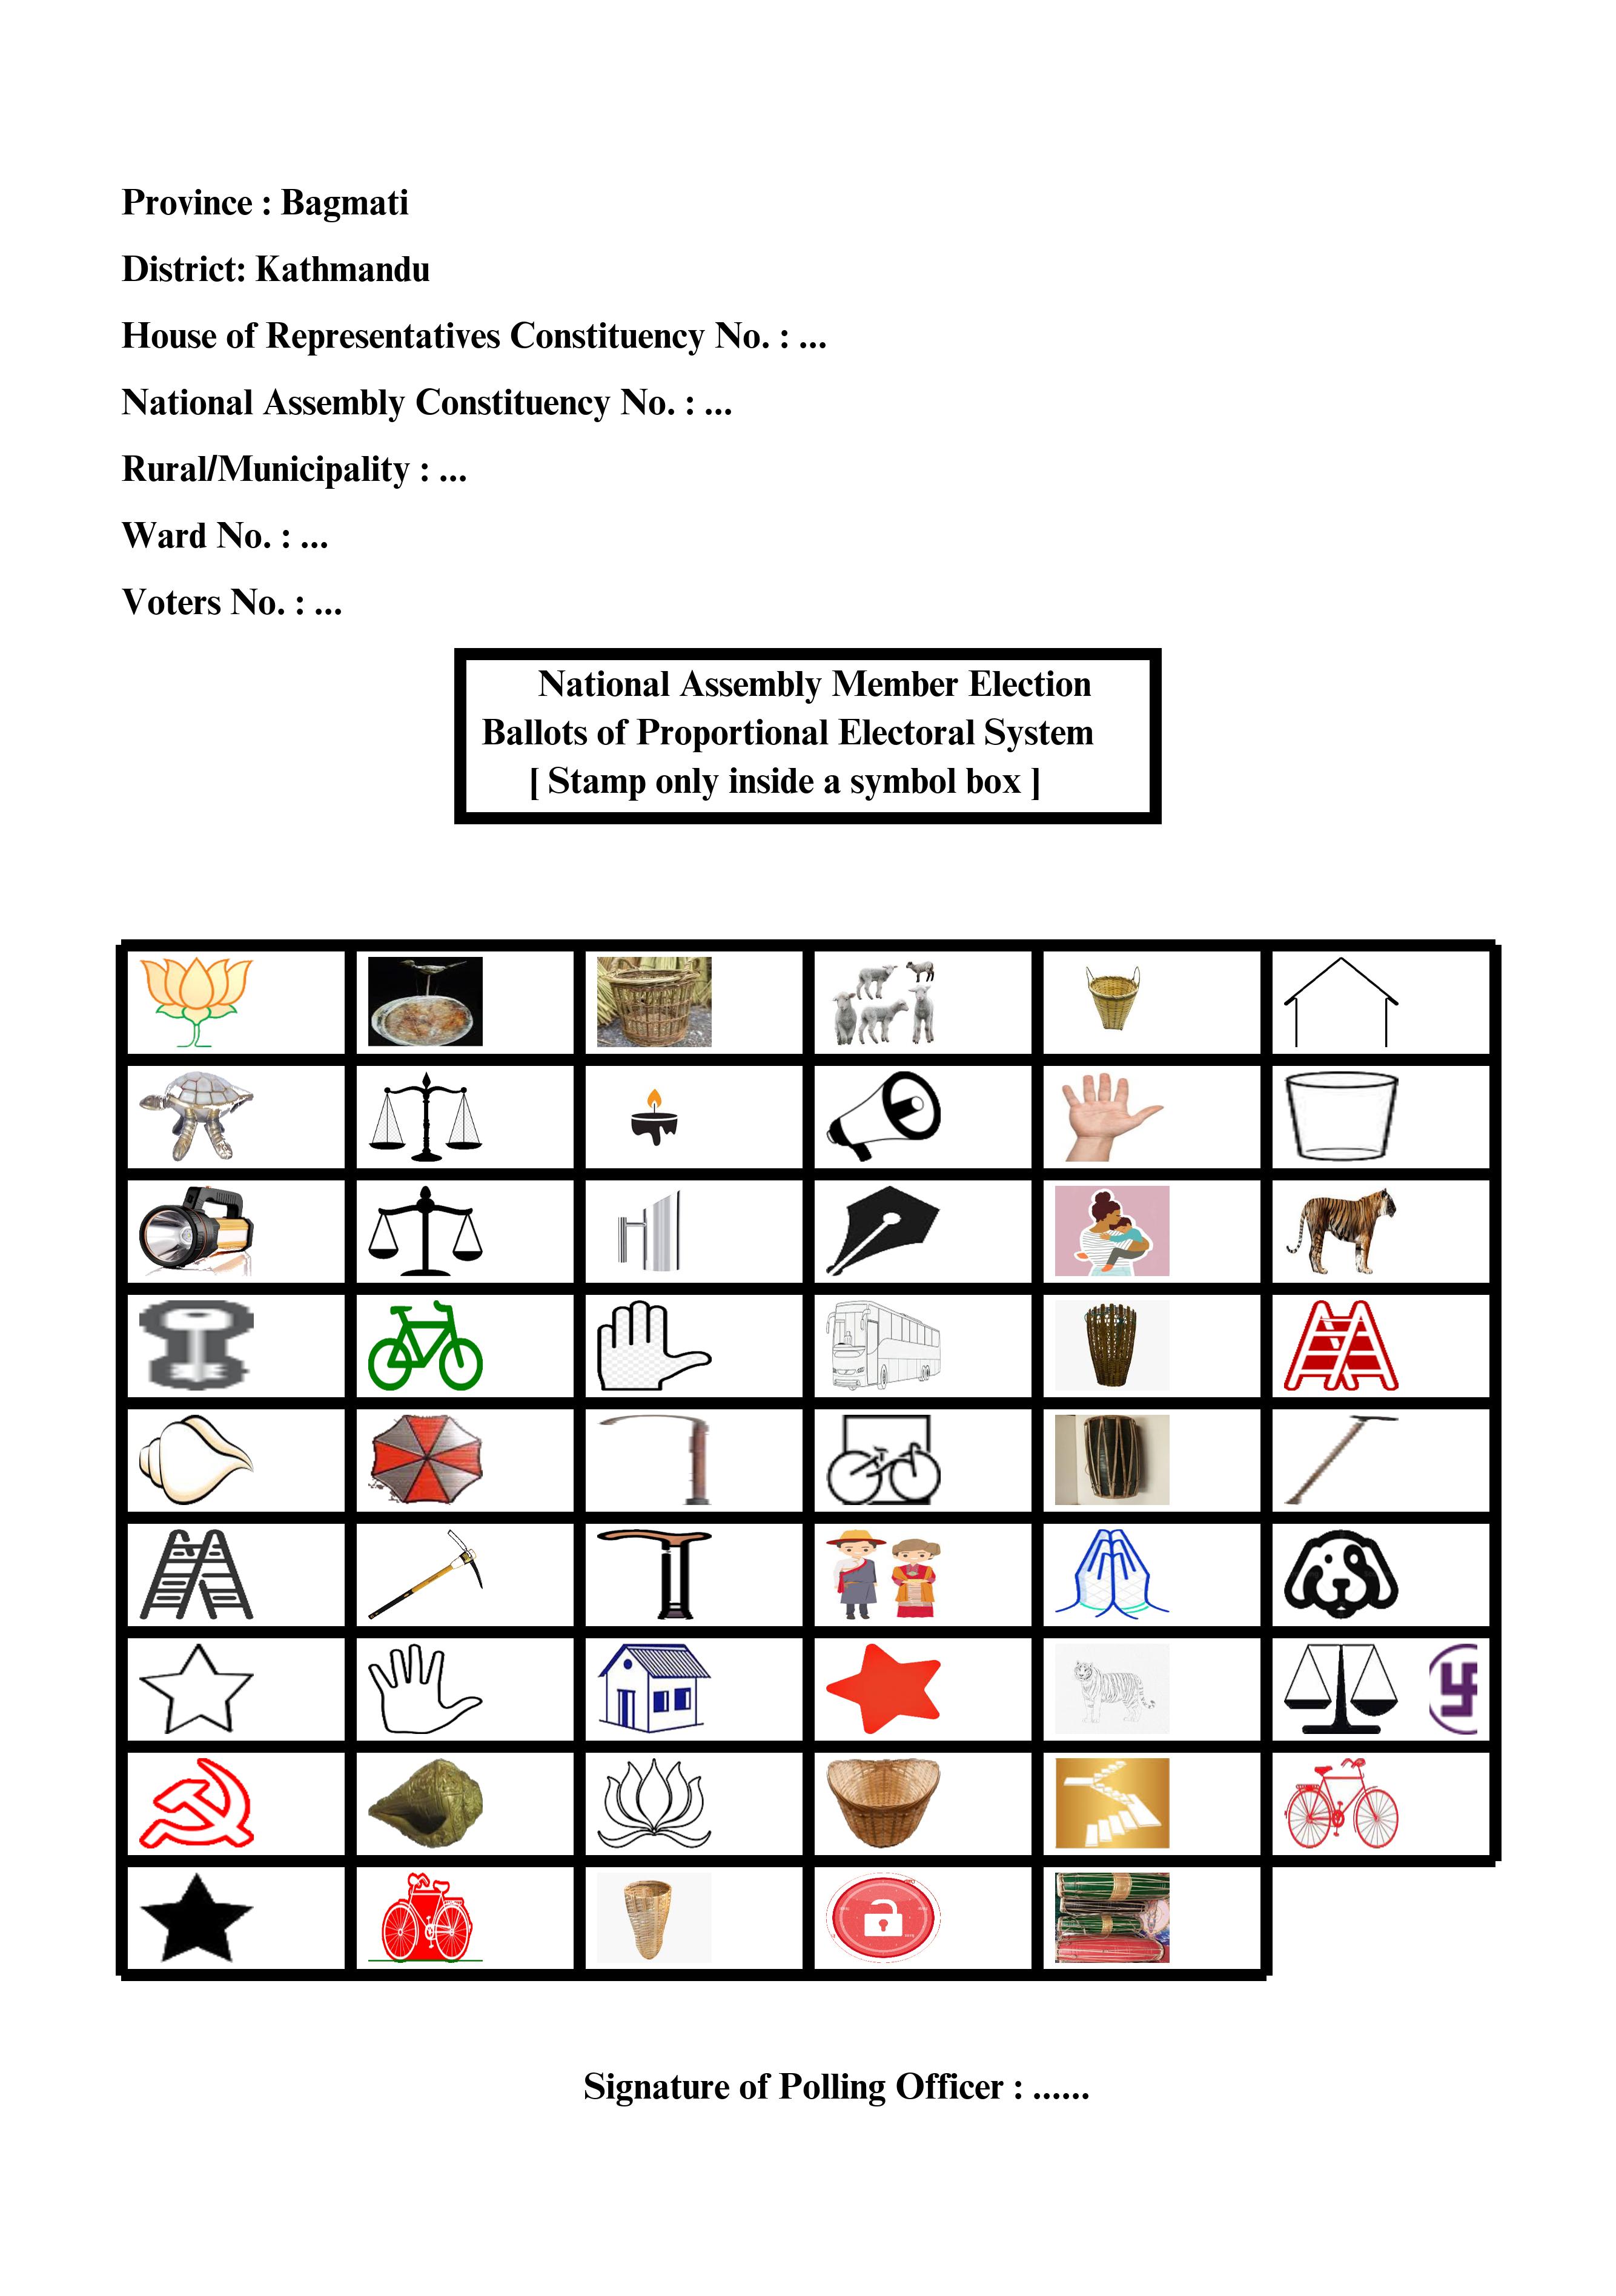 Province : Bagmati
District: Kathmandu
House of Representatives Constituency No. : ...
National Assembly Constituency No. : ...
Rural/Municipality : ...
Ward No. : ...
Voters No. : ...
National Assembly Member Election
Ballots of Proportional Electoral System
[ Stamp only inside a symbol box ]
Signature of Polling Officer : ......